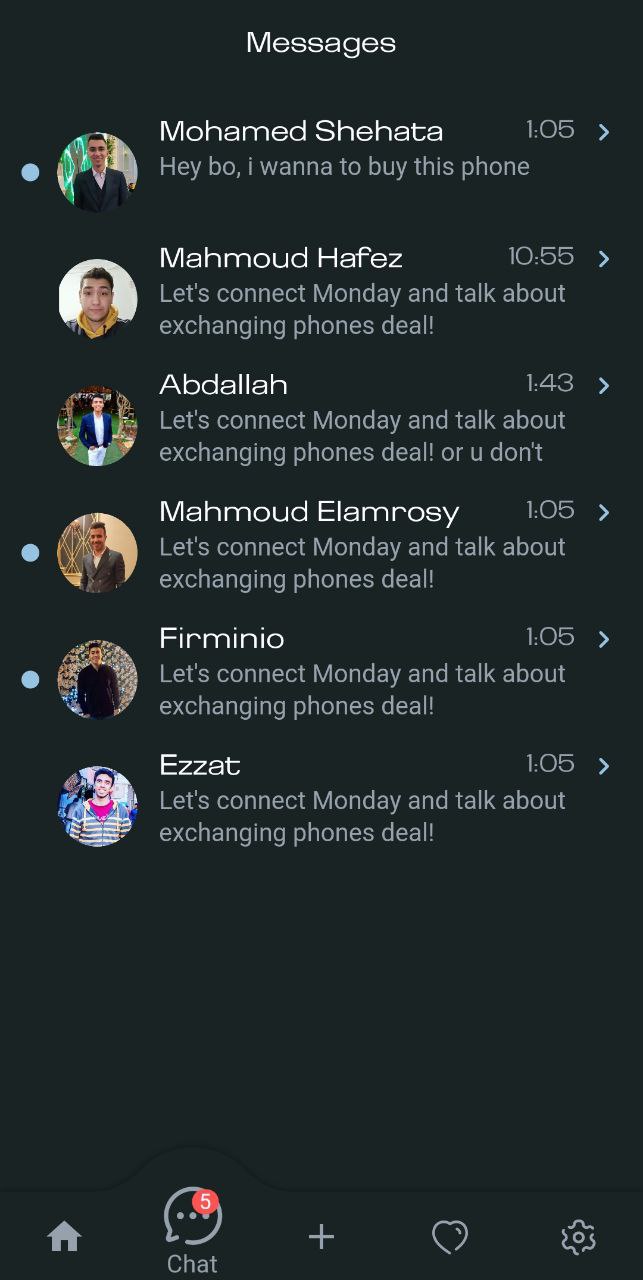 Messages
Mohamed Shehata 1:05
Hey bo, i wanna to buy this phone
Mahmoud Hafez 10:55
Let's connect Monday and talk about
exchanging phones deal!
Abdallah 1:43
Let's connect Monday and talk about
exchanging phones deal! or u don't
Mahmoud Elamrosy 1:05
Let's connect Monday and talk about
exchanging phones deal!
Firminio 1:05
Let's connect Monday and talk about
exchanging phones deal!
Ezzat 1:05
Let's connect Monday and talk about
exchanging phones deal!
5
Chat